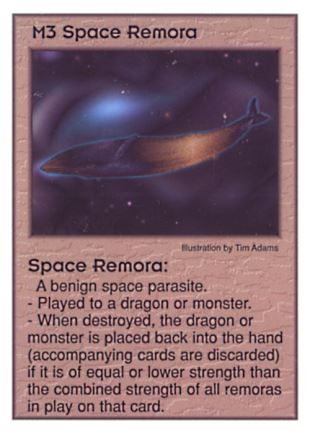 M3 Space Remora
Illustration by Tim Adams
Space Remora:
A benign space parasite.
- Played to a dragon or monster.
- When destroyed, the dragon or
monster is placed back into the hand
(accompanying cards are discarded)
if it is of equal or lower strength than
the combined strength of all remoras
in play on that card.